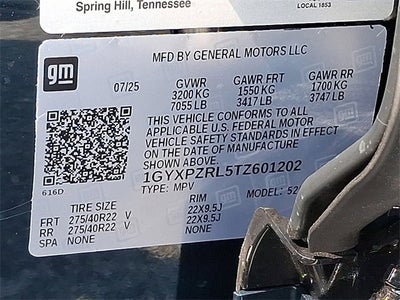 Spring Hill, Tennessee
LOCAL 1853
gm
MFD BY GENERAL MOTORS LLC
07/25 GVWR GAWR FRT GAWR RR
3200 KG 1550 KG 1700 KG
7055 LB 3417 LB 3747 LB
THIS VEHICLE CONFORMS TO ALL
APPLICABLE U.S. FEDERAL MOTOR
VEHICLE SAFETY STANDARDS IN EFFECT
ON THE DATE OF MANUFACTURE
SHOWN ABOVE.
616D
1GYXPZRL5TZ601202
TYPE: MPV MODEL: 52
TIRE SIZE RIM
FRT 275/40R22 V 22X9.5J
RR 275/40R22 V 22X9.5J
SPA NONE NONE